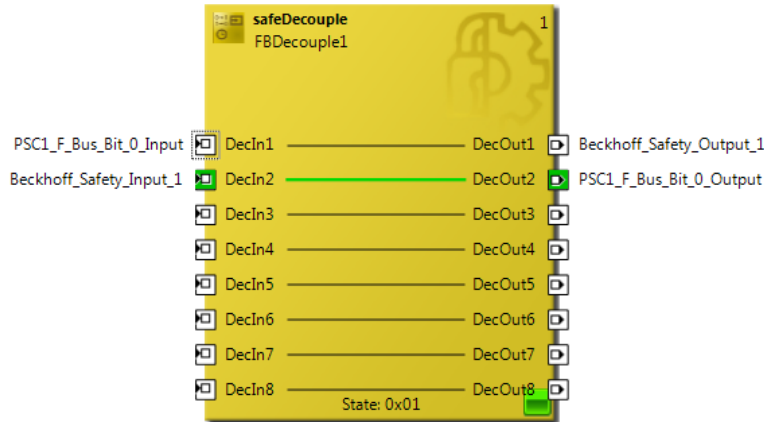 safeDecouple 1
FBDecouple1
PSC1_F_Bus_Bit_0_Input DecIn1 DecOut1 Beckhoff_Safety_Output_1
Beckhoff_Safety_Input_1 DecIn2 DecOut2 PSC1_F_Bus_Bit_0_Output
DecIn3 DecOut3
DecIn4 DecOut4
DecIn5 DecOut5
DecIn6 DecOut6
DecIn7 DecOut7
DecIn8 DecOut8
State: 0x01